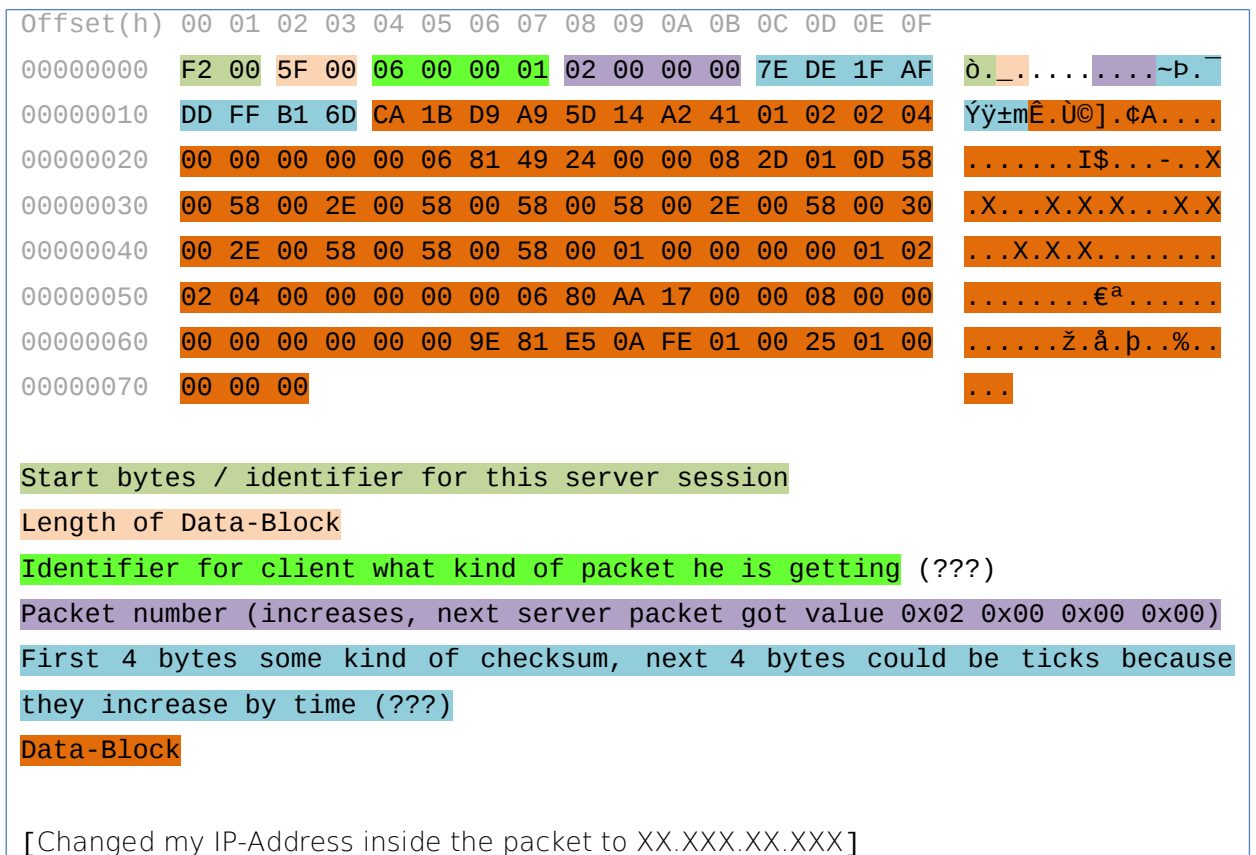 Offset(h) 00 01 02 03 04 05 06 07 08 09 0A 0B 0C 0D 0E 0F
00000000 F2 00 5F 00 06 00 00 01 02 00 00 00 7E DE 1F AF ò._.........~Þ.¯
00000010 DD FF B1 6D CA 1B D9 A9 5D 14 A2 41 01 02 02 04 Ýÿ±mÊ.Ù©].¢A....
00000020 00 00 00 00 00 06 81 49 24 00 00 08 2D 01 0D 58 .......I$...-..X
00000030 00 58 00 2E 00 58 00 58 00 58 00 2E 00 58 00 30 .X...X.X.X...X.X
00000040 00 2E 00 58 00 58 00 58 00 01 00 00 00 00 01 02 ...X.X.X........
00000050 02 04 00 00 00 00 00 06 80 AA 17 00 00 08 00 00 ........€ª......
00000060 00 00 00 00 00 00 9E 81 E5 0A FE 01 00 25 01 00 ......ž.å.þ..%..
00000070 00 00 00 ...
Start bytes / identifier for this server session
Length of Data-Block
Identifier for client what kind of packet he is getting (???)
Packet number (increases, next server packet got value 0x02 0x00 0x00 0x00)
First 4 bytes some kind of checksum, next 4 bytes could be ticks because
they increase by time (???)
Data-Block
[Changed my IP-Address inside the packet to XX.XXX.XX.XXX]